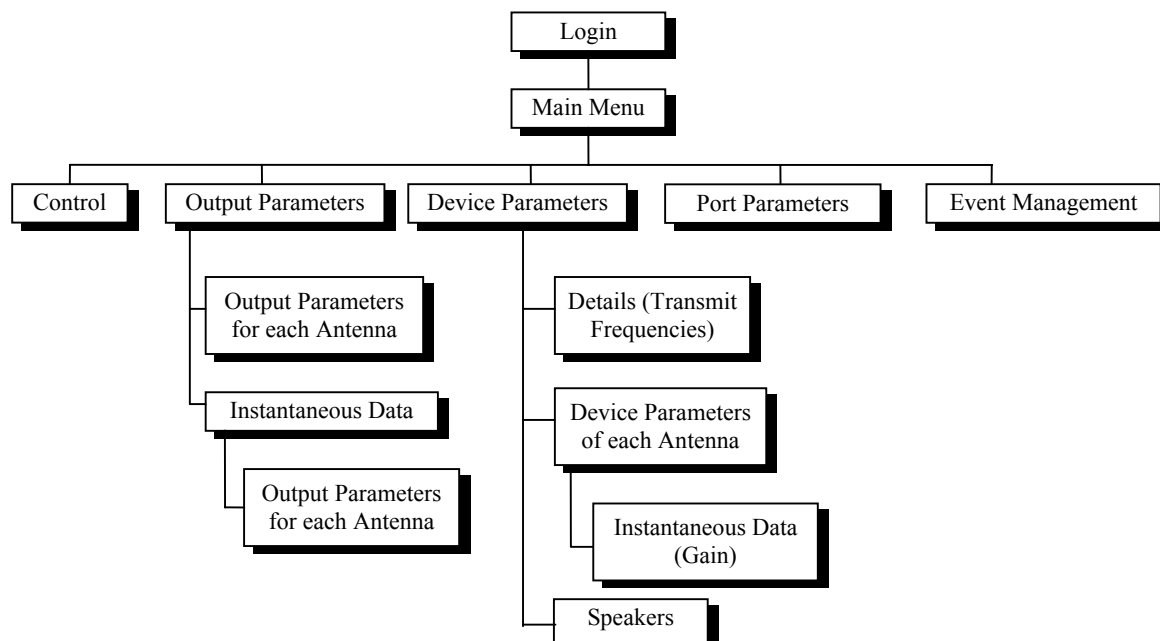 Login
Main Menu
Control
Output Parameters
Device Parameters
Port Parameters
Event Management
Output Parameters
for each Antenna
Instantaneous Data
Output Parameters
for each Antenna
Details (Transmit
Frequencies)
Device Parameters
of each Antenna
Instantaneous Data
(Gain)
Speakers